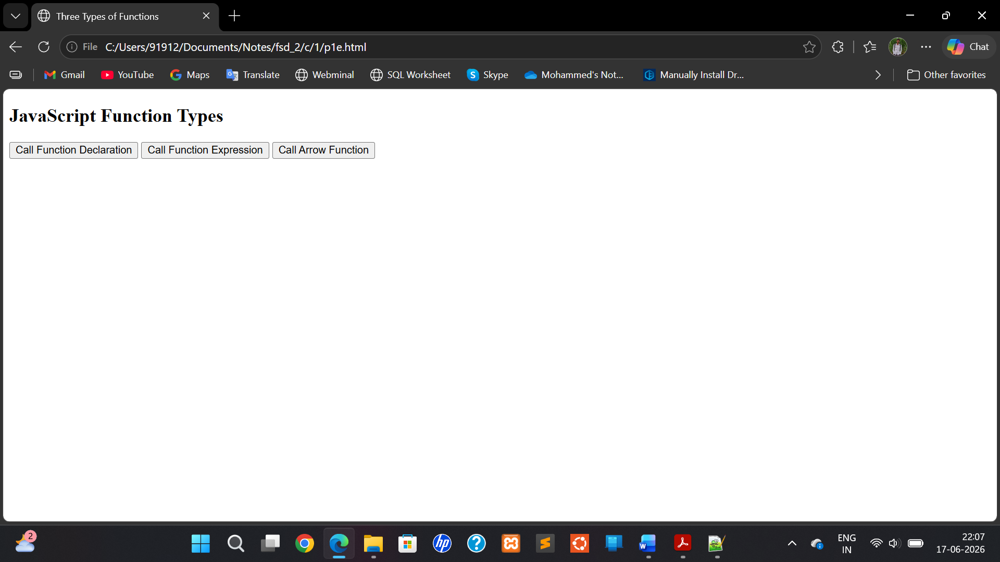 Three Types of Functions
File C:/Users/91912/Documents/Notes/fsd_2/c/1/p1e.html
Chat
Gmail YouTube Maps Translate Webminal SQL Worksheet Skype Mohammed's Not... Manually Install Dr... Other favorites
JavaScript Function Types
Call Function Declaration Call Function Expression Call Arrow Function
2
ENG
IN
22:07
17-06-2026